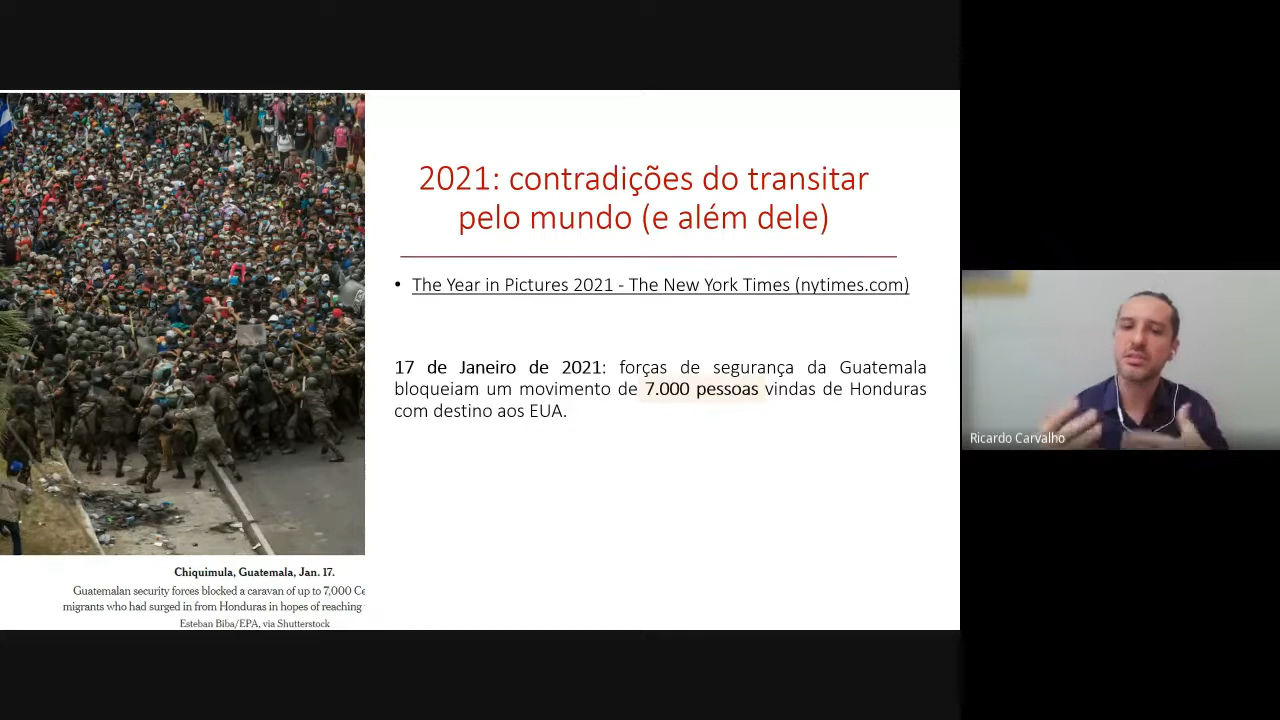 2021: contradições do transitar
pelo mundo (e além dele)
• The Year in Pictures 2021 - The New York Times (nytimes.com)
17 de Janeiro de 2021: forças de segurança da Guatemala
bloqueiam um movimento de 7.000 pessoas vindas de Honduras
com destino aos EUA.
Chiquimula, Guatemala, Jan. 17.
Guatemalan security forces blocked a caravan of up to 7,000 Ce
migrants who had surged in from Honduras in hopes of reaching
Esteban Biba/EPA, via Shutterstock
Ricardo Carvalho